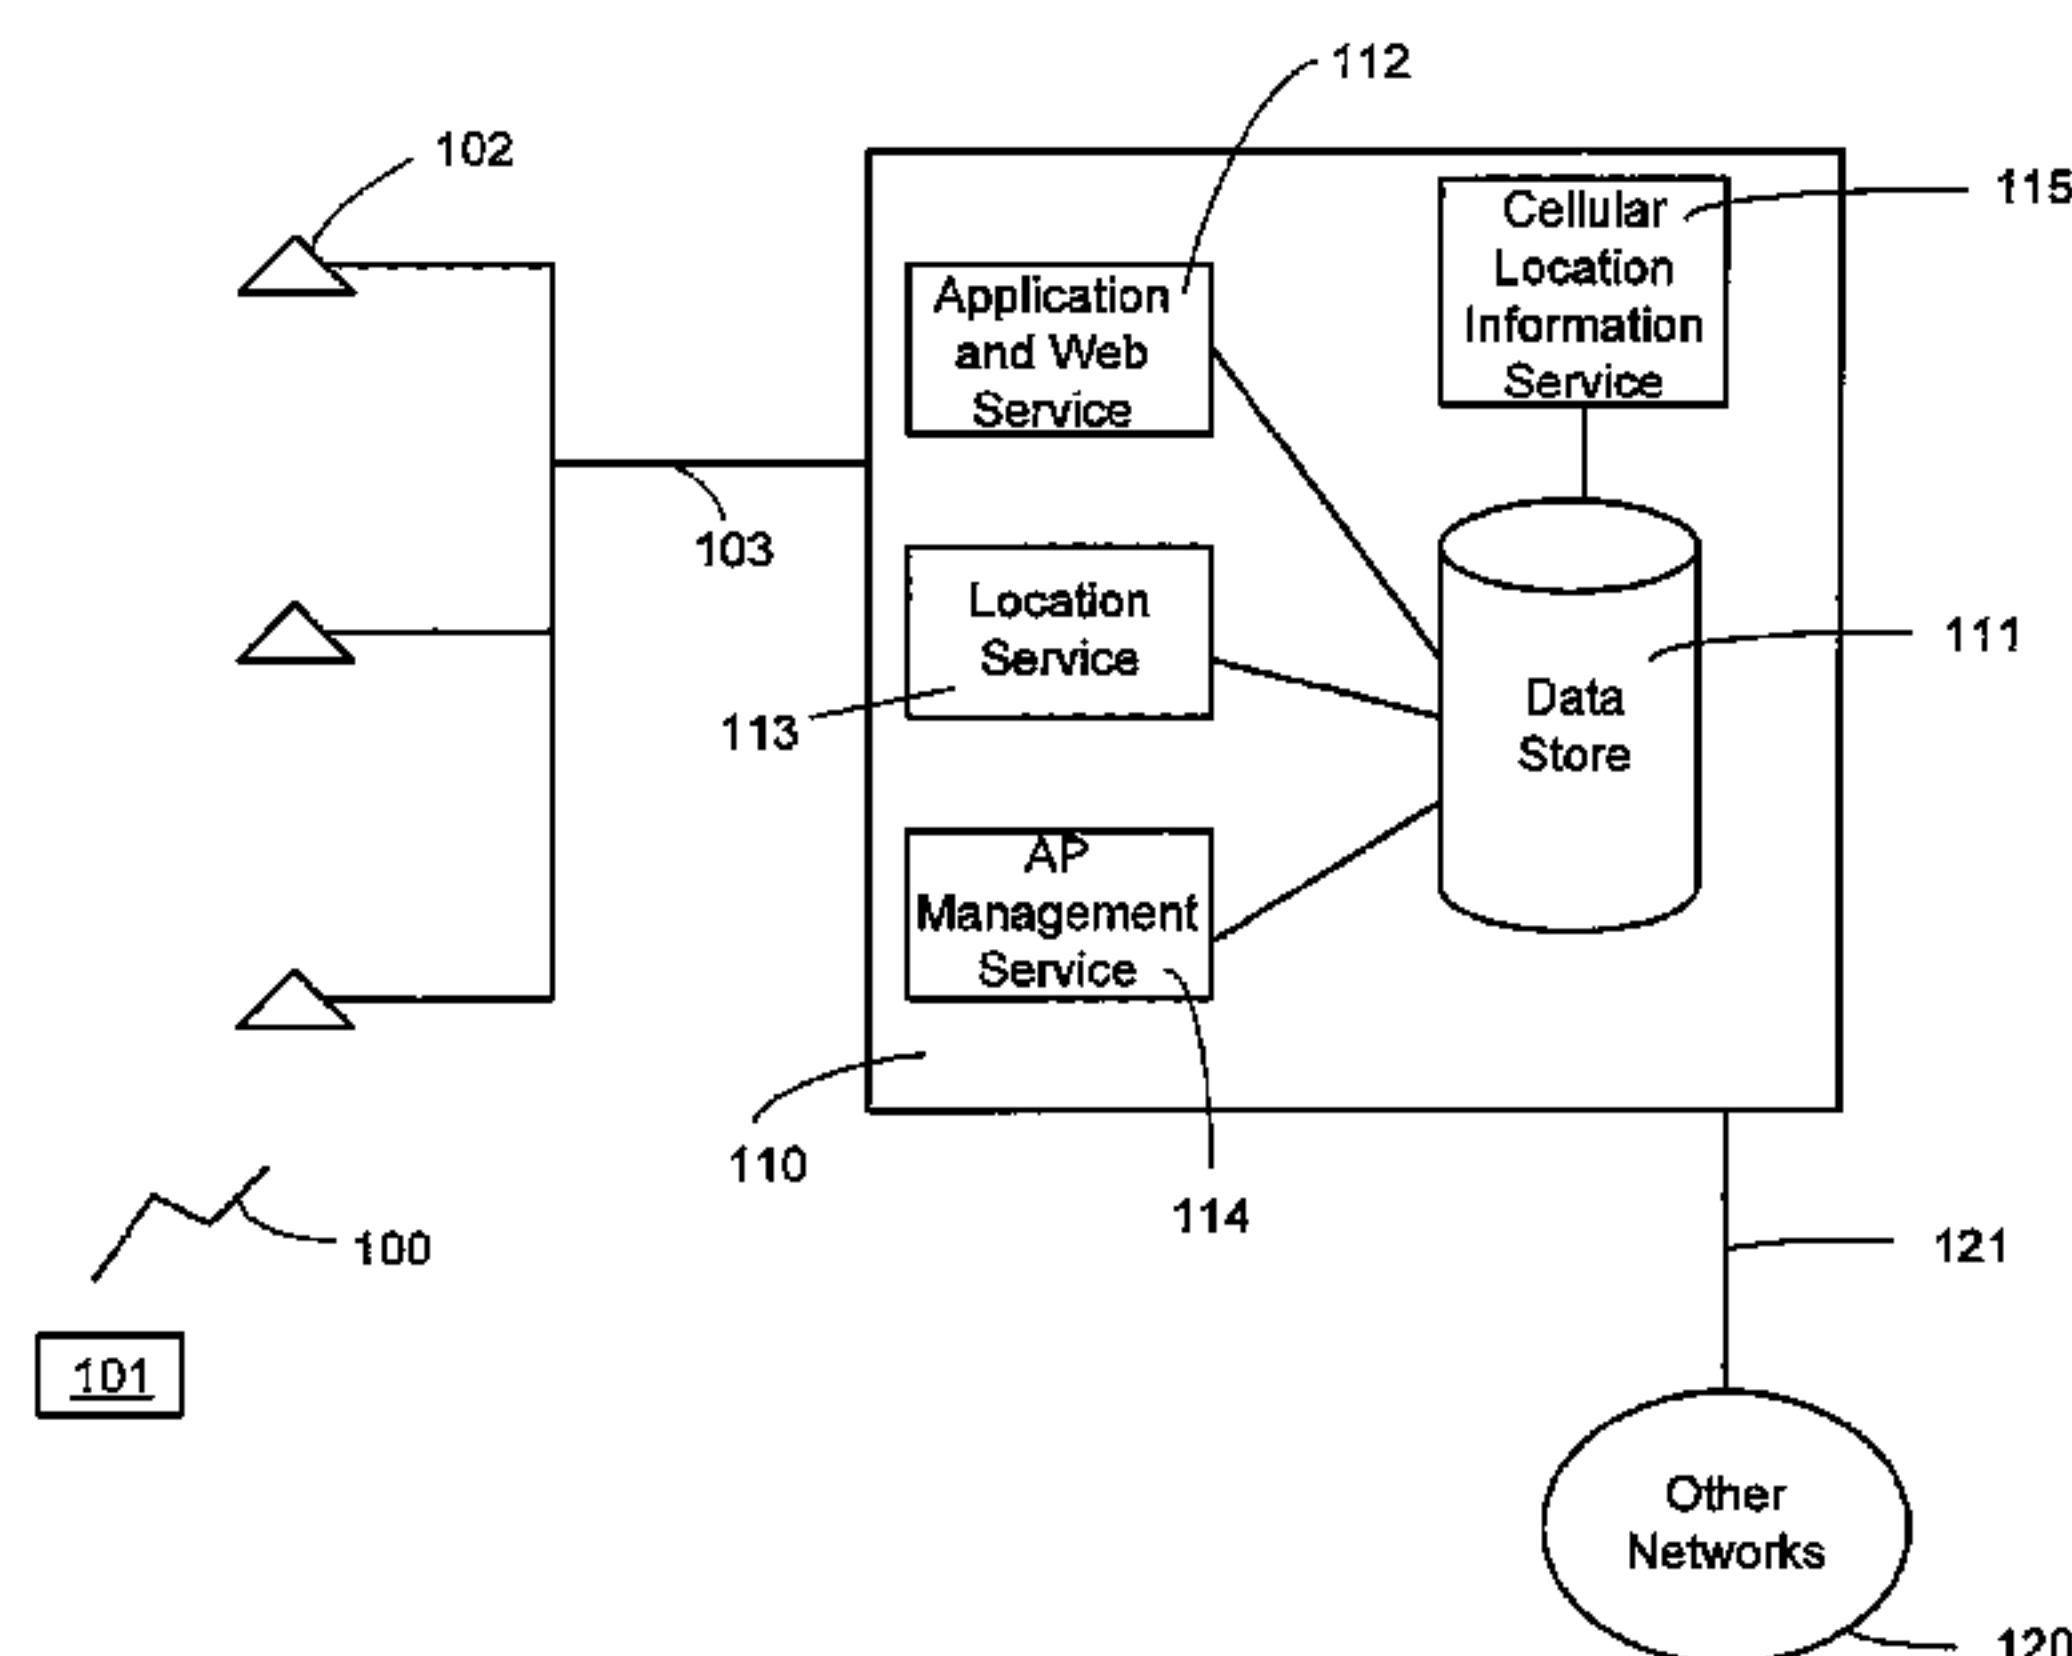 112
102
115
Cellular
Location
Information
Service
Application
and Web
Service
103
Location
Service
113
111
Data
Store
AP
Management
Service
110
114
100
121
101
Other
Networks
120